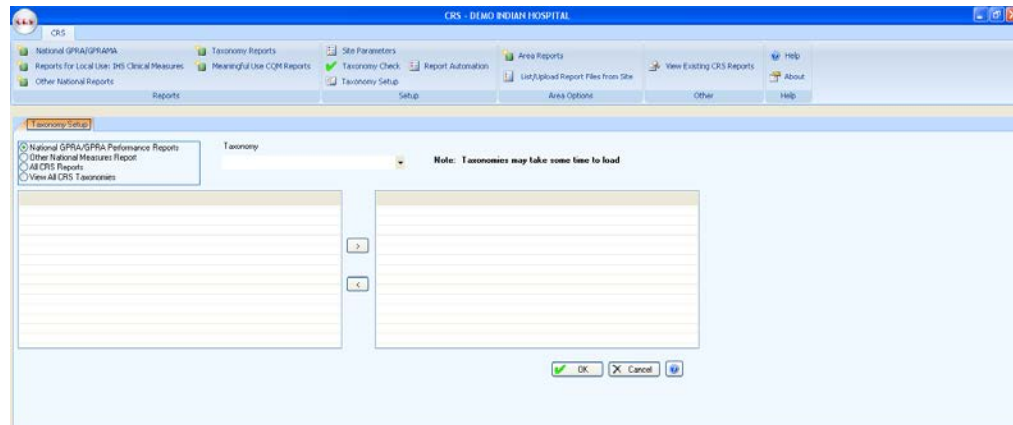 CRS - DEMO INDIAN HOSPITAL
CRS
National GPRA/GPRAMA
Reports for Local Use: IHS Clinical Measures
Other National Reports
Taxonomy Reports
Meaningful Use CQM Reports
Reports
Site Parameters
Taxonomy Check
Taxonomy Setup
Report Automation
Setup
Area Reports
List/Upload Report Files from Site
Area Options
View Existing CRS Reports
Other
Help
About
Help
Taxonomy Setup
National GPRA/GPRA Performance Reports
Other National Measures Report
All CRS Reports
View All CRS Taxonomies
Taxonomy
Note: Taxonomies may take some time to load
>
<
OK
Cancel